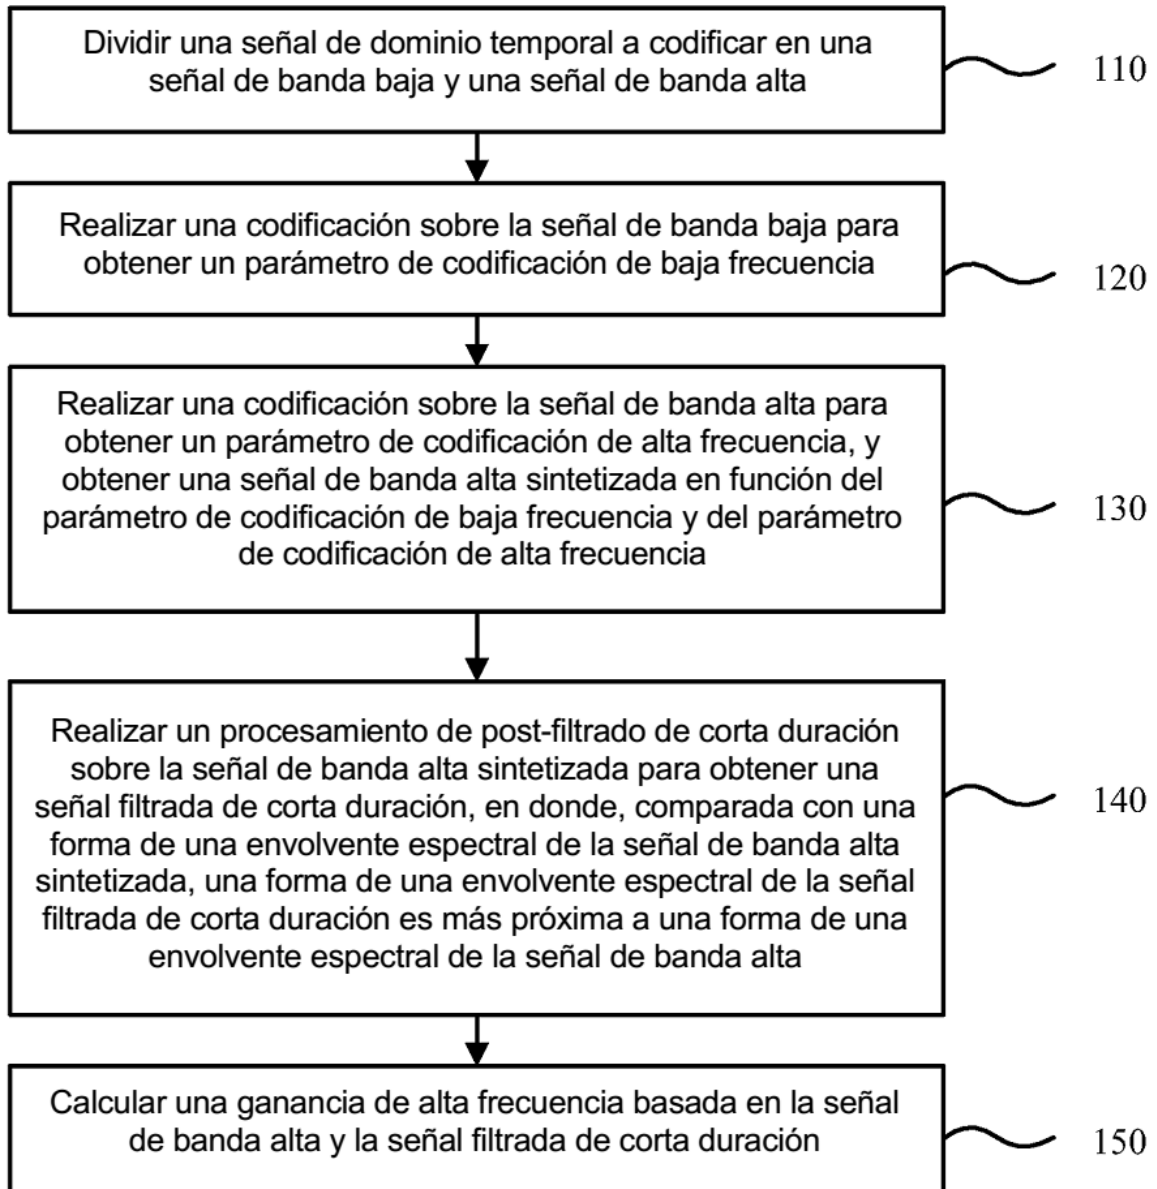 Dividir una señal de dominio temporal a codificar en una
señal de banda baja y una señal de banda alta
110
Realizar una codificación sobre la señal de banda baja para
obtener un parámetro de codificación de baja frecuencia
120
Realizar una codificación sobre la señal de banda alta para
obtener un parámetro de codificación de alta frecuencia, y
obtener una señal de banda alta sintetizada en función del
parámetro de codificación de baja frecuencia y del parámetro
de codificación de alta frecuencia
130
Realizar un procesamiento de post-filtrado de corta duración
sobre la señal de banda alta sintetizada para obtener una
señal filtrada de corta duración, en donde, comparada con una
forma de una envolvente espectral de la señal de banda alta
sintetizada, una forma de una envolvente espectral de la señal
filtrada de corta duración es más próxima a una forma de una
envolvente espectral de la señal de banda alta
140
Calcular una ganancia de alta frecuencia basada en la señal
de banda alta y la señal filtrada de corta duración
150